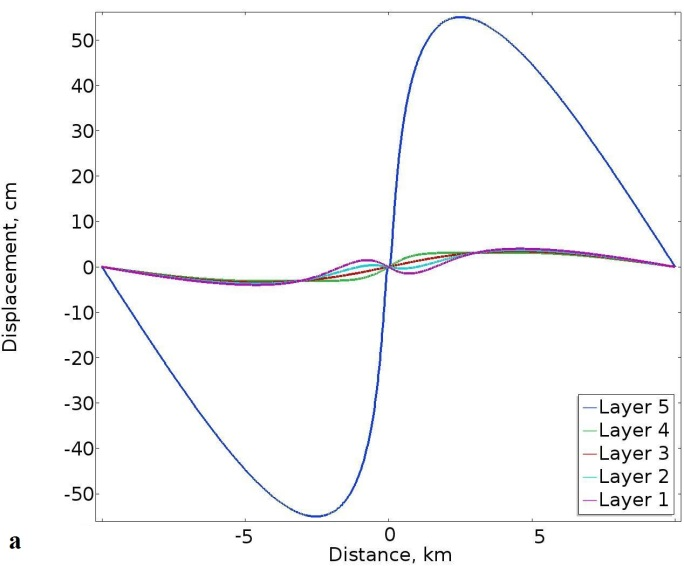 50
40
30
20
10
0
-10
-20
-30
-40
-50
Displacement, cm
-5
0
5
Distance, km
Layer 5
Layer 4
Layer 3
Layer 2
Layer 1
a